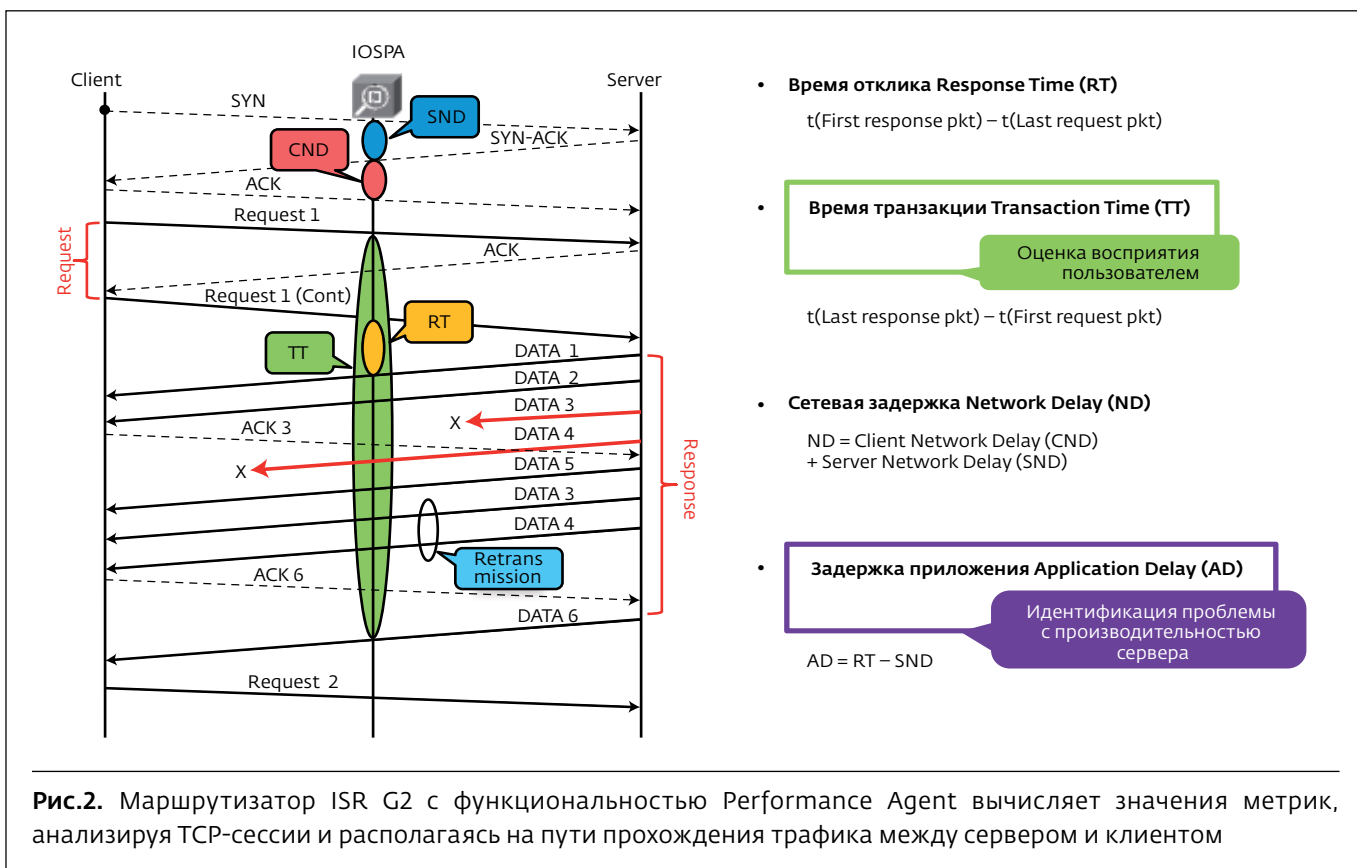 IOSPA
Client
Server
SYN
SND
SYN-ACK
CND
ACK
Request 1
Request
ACK
Request 1 (Cont)
RT
TT
DATA 1
DATA 2
DATA 3
X
ACK 3
DATA 4
X
DATA 5
DATA 3
DATA 4
Response
Retrans
mission
ACK 6
DATA 6
Request 2
• Время отклика Response Time (RT)
t(First response pkt) – t(Last request pkt)
• Время транзакции Transaction Time (TT)
Оценка восприятия
пользователем
t(Last response pkt) – t(First request pkt)
• Сетевая задержка Network Delay (ND)
ND = Client Network Delay (CND)
+ Server Network Delay (SND)
• Задержка приложения Application Delay (AD)
Идентификация проблемы
с производительностью
сервера
AD = RT – SND
Рис.2. Маршрутизатор ISR G2 с функциональностью Performance Agent вычисляет значения метрик,
анализируя TCP-сессии и располагаясь на пути прохождения трафика между сервером и клиентом